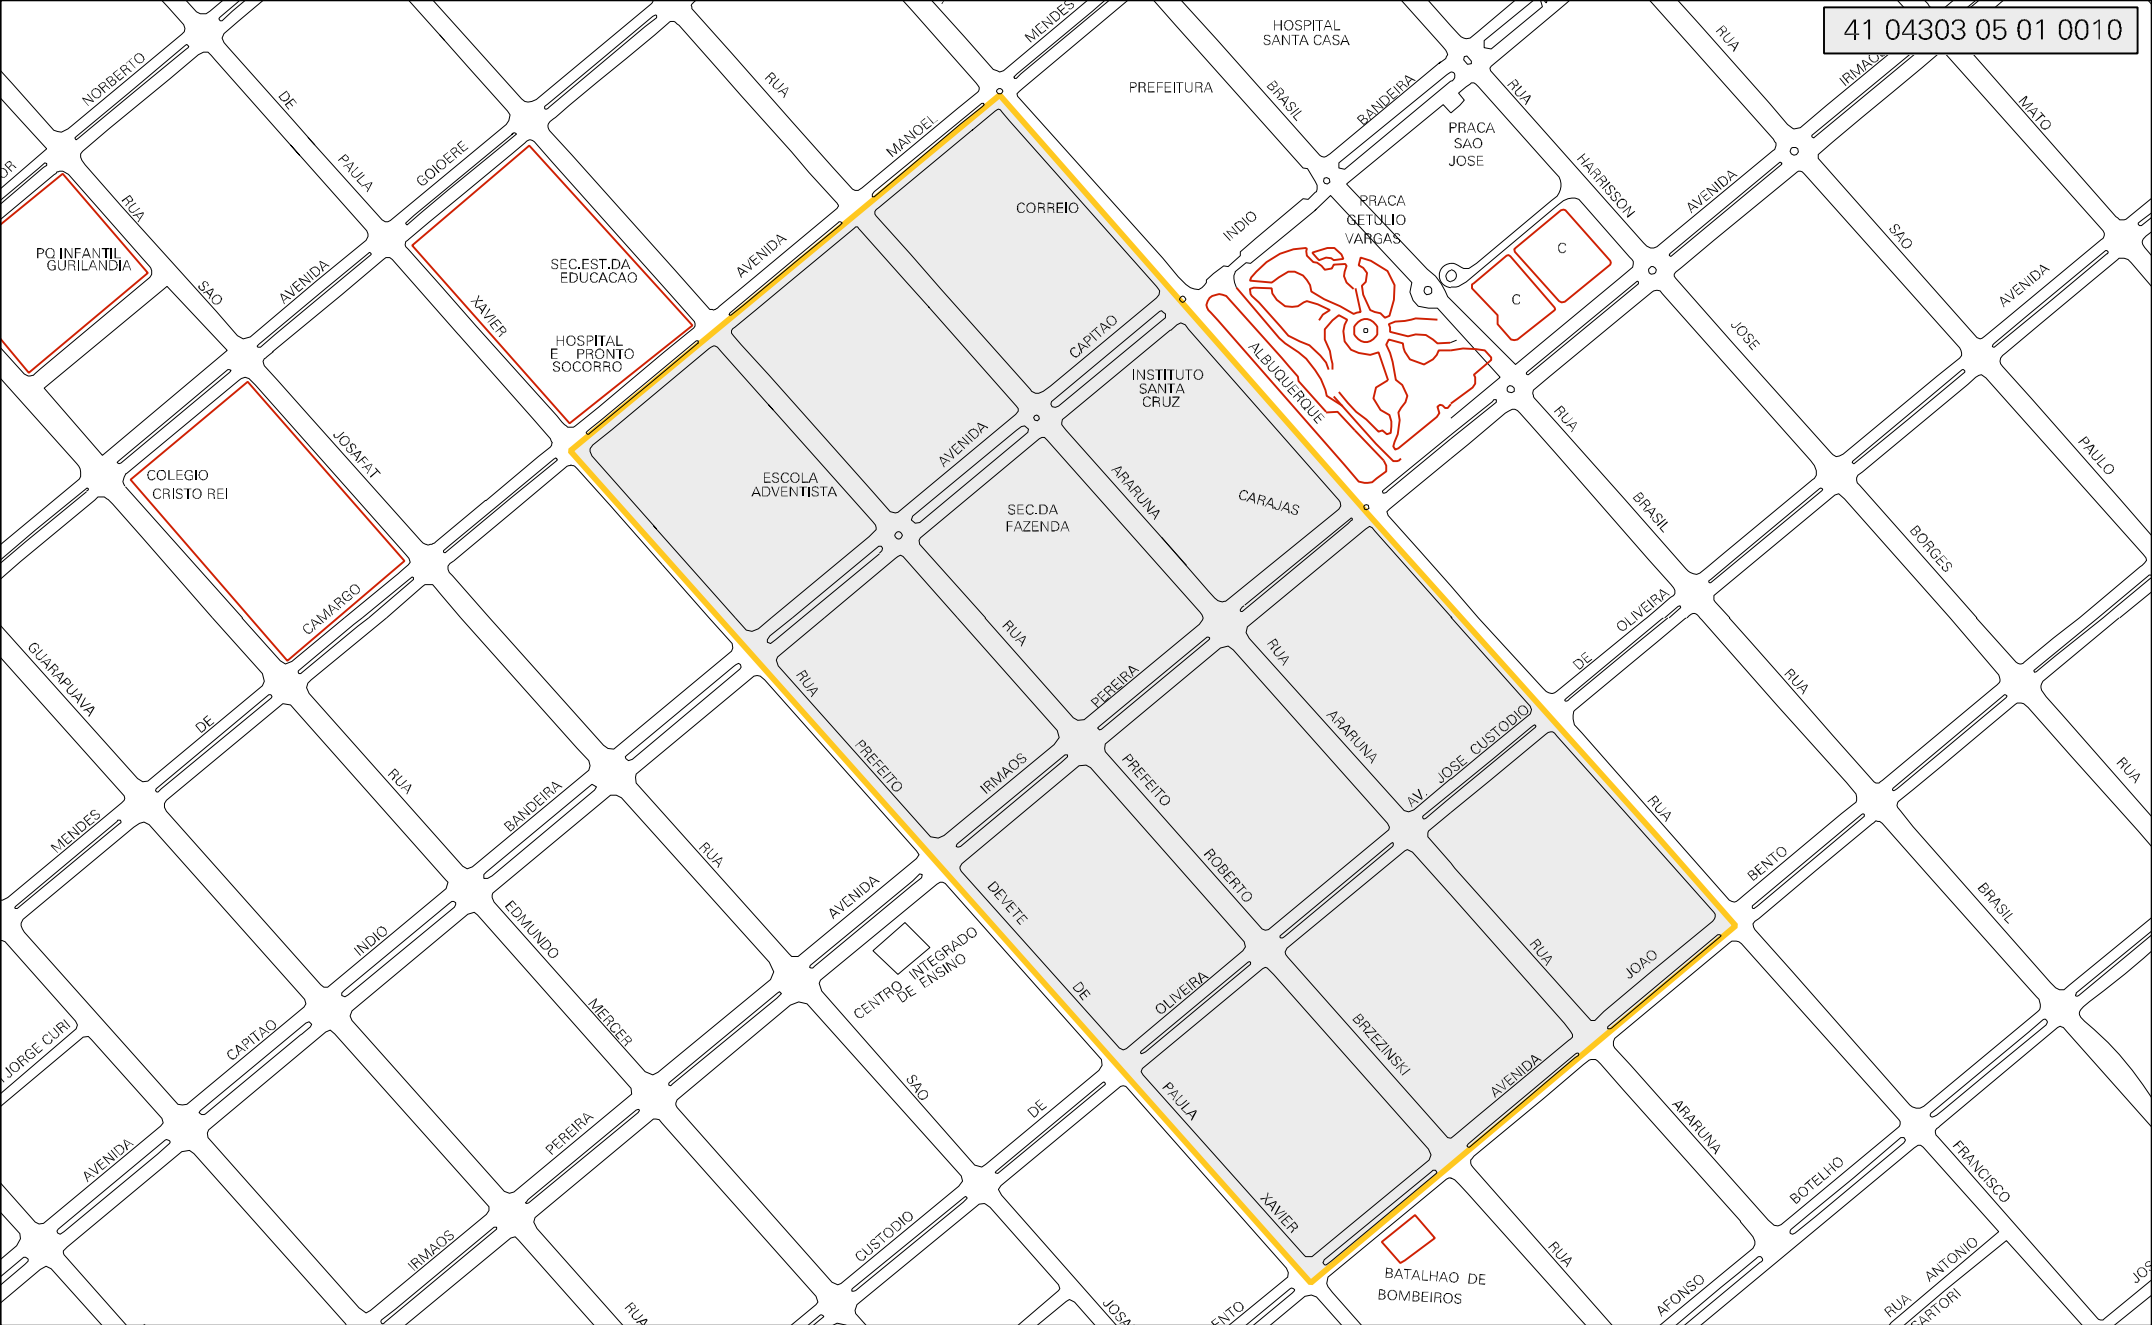 41 04303 05 01 0010
MENDES
HOSPITAL
SANTA CASA
RUA
IRMAOS
NORBERTO
DE
RUA
PREFEITURA
BRASIL
BANDEIRA
RUA
MATO
PRACA
SAO
JOSE
MANOEL
PAULA
GOIOERE
HARRISSON
AVENIDA
OR
RUA
CORREIO
PRACA
GETULIO
VARGAS
INDIO
SAO
PQ INFANTIL
GURILANDIA
SEC.EST.DA
EDUCACAO
AVENIDA
AVENIDA
SAO
XAVIER
C
C
AVENIDA
HOSPITAL
E PRONTO
SOCORRO
CAPITAO
ALBUQUERQUE
JOSE
INSTITUTO
SANTA
CRUZ
RUA
JOSAFAT
COLEGIO
CRISTO REI
AVENIDA
ESCOLA
ADVENTISTA
ARARUNA
CARAJAS
SEC.DA
FAZENDA
BRASIL
PAULO
BORGES
CAMARGO
RUA
RUA
OLIVEIRA
DE
GUARAPUAVA
DE
RUA
PEREIRA
ARARUNA
AV. JOSE CUSTODIO
RUA
RUA
PREFEITO
IRMAOS
PREFEITO
RUA
BANDEIRA
RUA
MENDES
RUA
AVENIDA
DEVETE
ROBERTO
BENTO
BRASIL
EDMUNDO
INDIO
CENTRO INTEGRADO
DE ENSINO
RUA
JOAO
DE
OLIVEIRA
MERCER
CAPITAO
JORGE CURI
SAO
DE
PAULA
BRZEZINSKI
AVENIDA
ARARUNA
PEREIRA
AVENIDA
BOTELHO
FRANCISCO
XAVIER
CUSTODIO
IRMAOS
RUA
ANTONIO
BATALHAO DE
BOMBEIROS
AFONSO
RUA
SARTORI
JOS
RUA
JOSA
ENTO